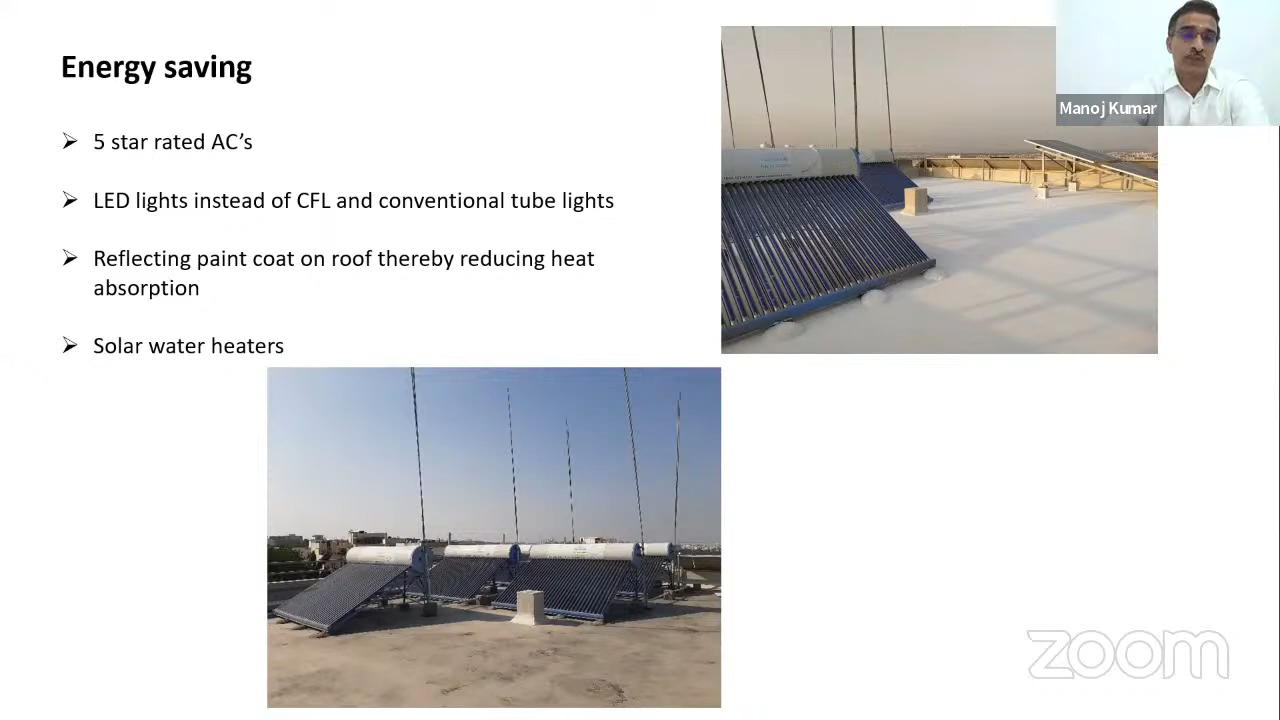 Energy saving
5 star rated AC’s
LED lights instead of CFL and conventional tube lights
Reflecting paint coat on roof thereby reducing heat
absorption
Solar water heaters
Manoj Kumar
zoom